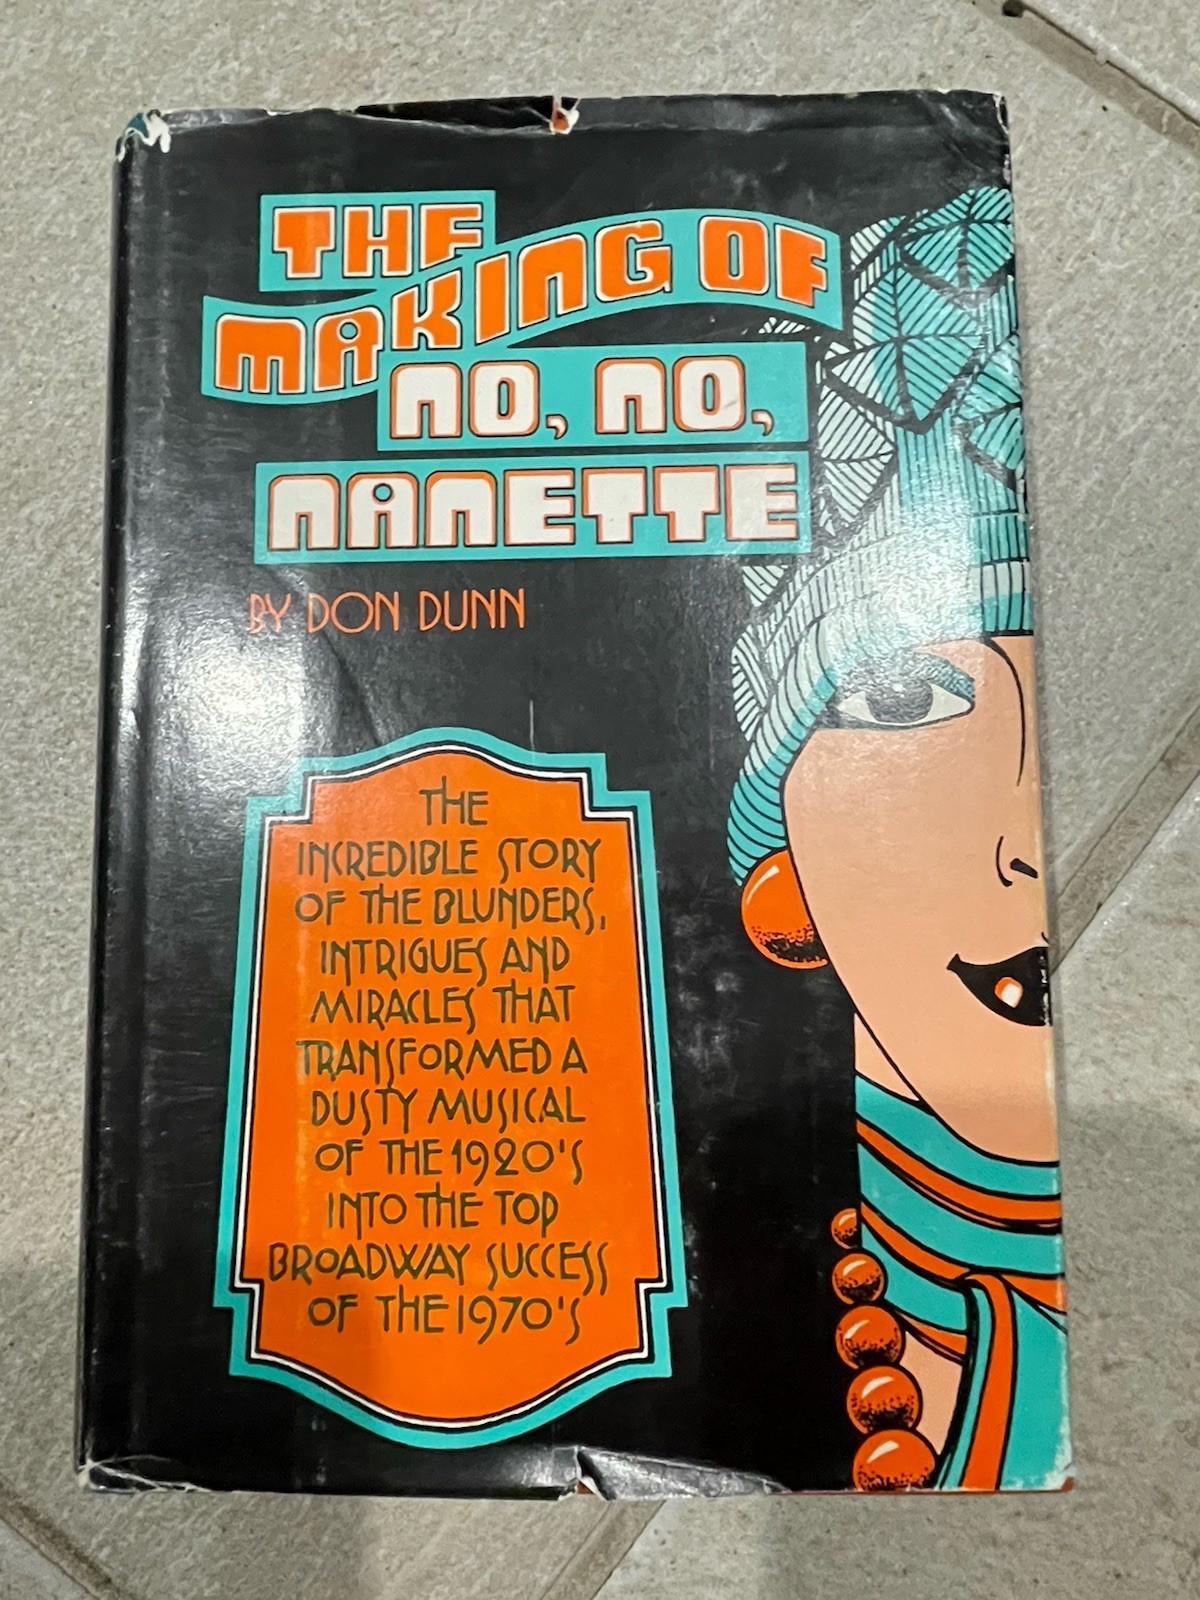 THE
MAKING OF
NO, NO,
NANETTE
BY DON DUNN
THE
INCREDIBLE STORY
OF THE BLUNDERS,
INTRIGUES AND
MIRACLES THAT
TRANSFORMED A
DUSTY MUSICAL
OF THE 1920'S
INTO THE TOP
BROADWAY SUCCESS
OF THE 1970'S